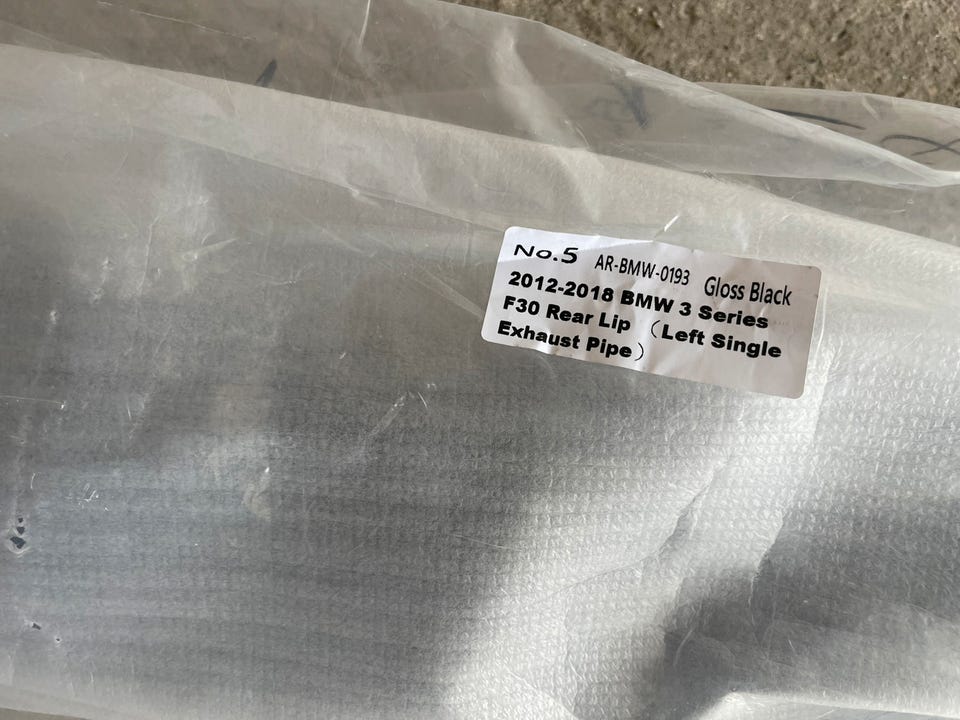 No.5 AR-BMW-0193 Gloss Black
2012-2018 BMW 3 Series
F30 Rear Lip （Left Single
Exhaust Pipe）